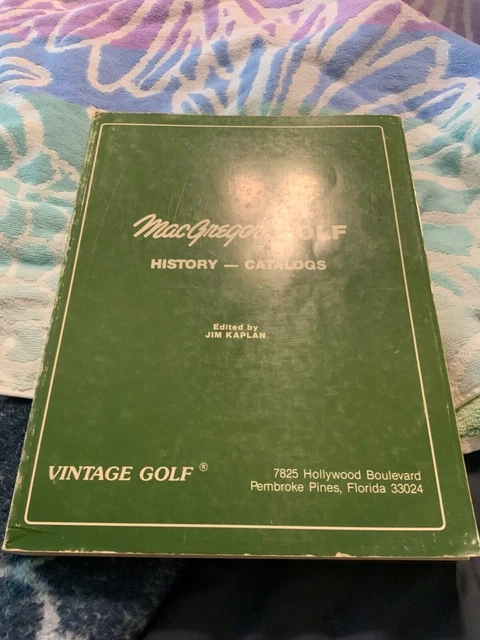 MacGregor GOLF
HISTORY — CATALOGS
Edited by
JIM KAPLAN
VINTAGE GOLF ®
7825 Hollywood Boulevard
Pembroke Pines, Florida 33024